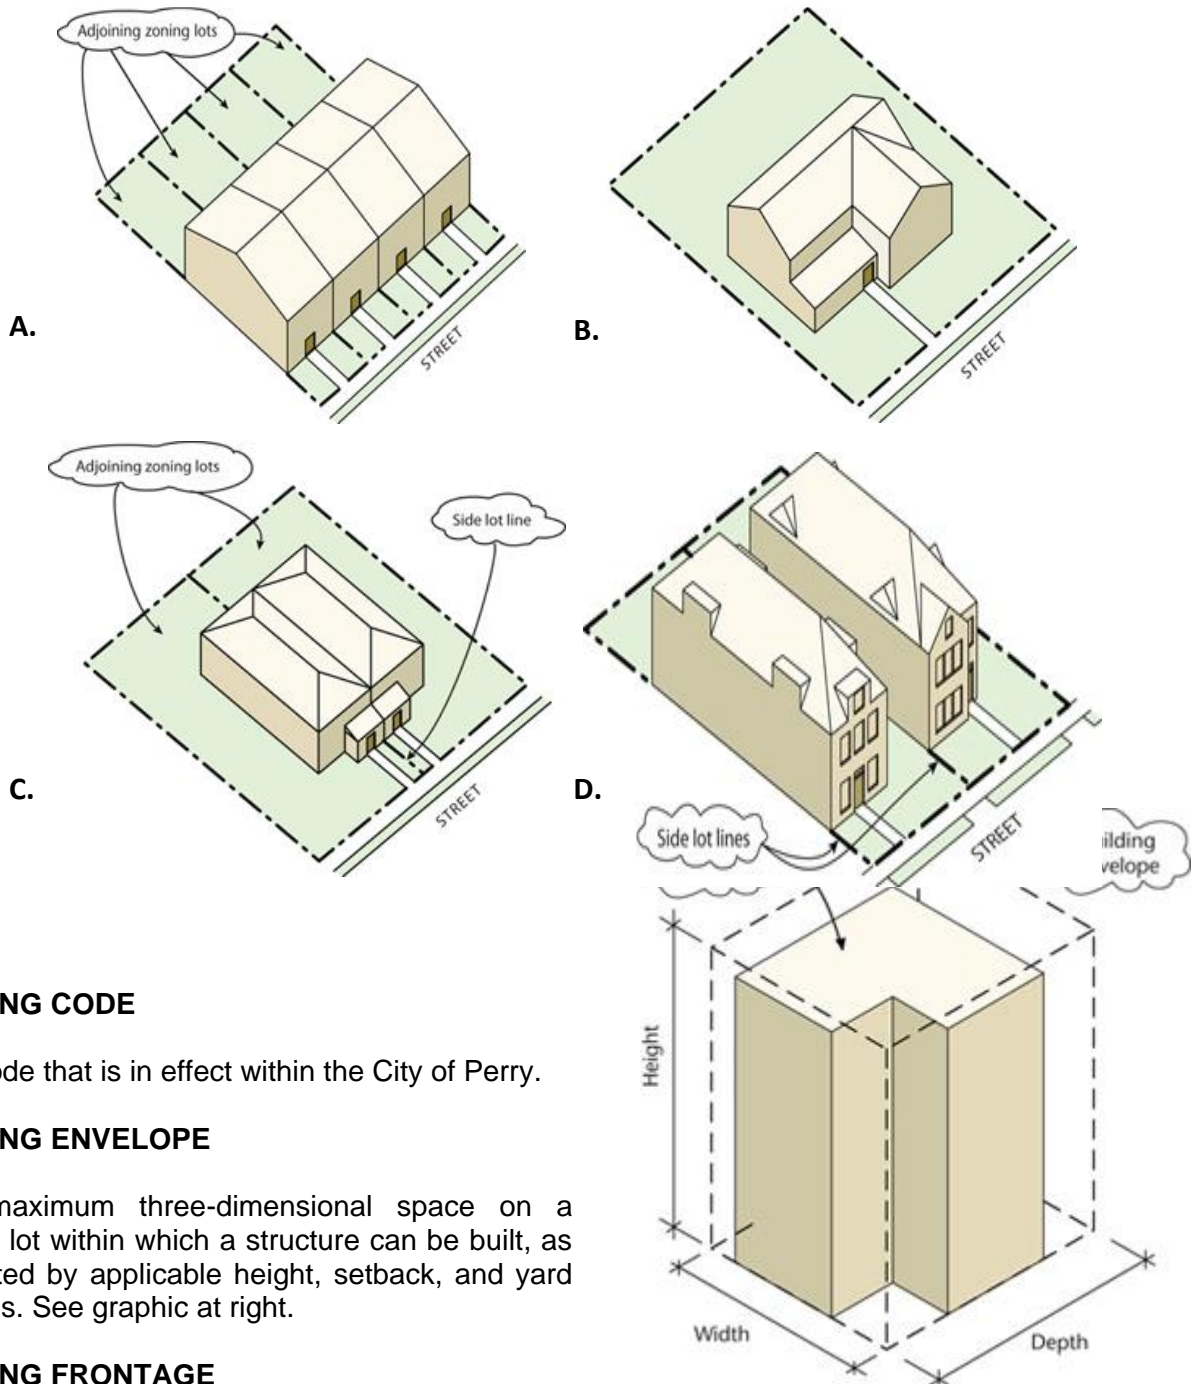 Adjoining zoning lots
STREET
A.
STREET
B.
Adjoining zoning lots
Side lot line
STREET
C.
Side lot lines
STREET
D.
ilding
velope
NG CODE
de that is in effect within the City of Perry.
NG ENVELOPE
maximum three-dimensional space on a
lot within which a structure can be built, as
ted by applicable height, setback, and yard
s. See graphic at right.
NG FRONTAGE
Height
Width
Depth